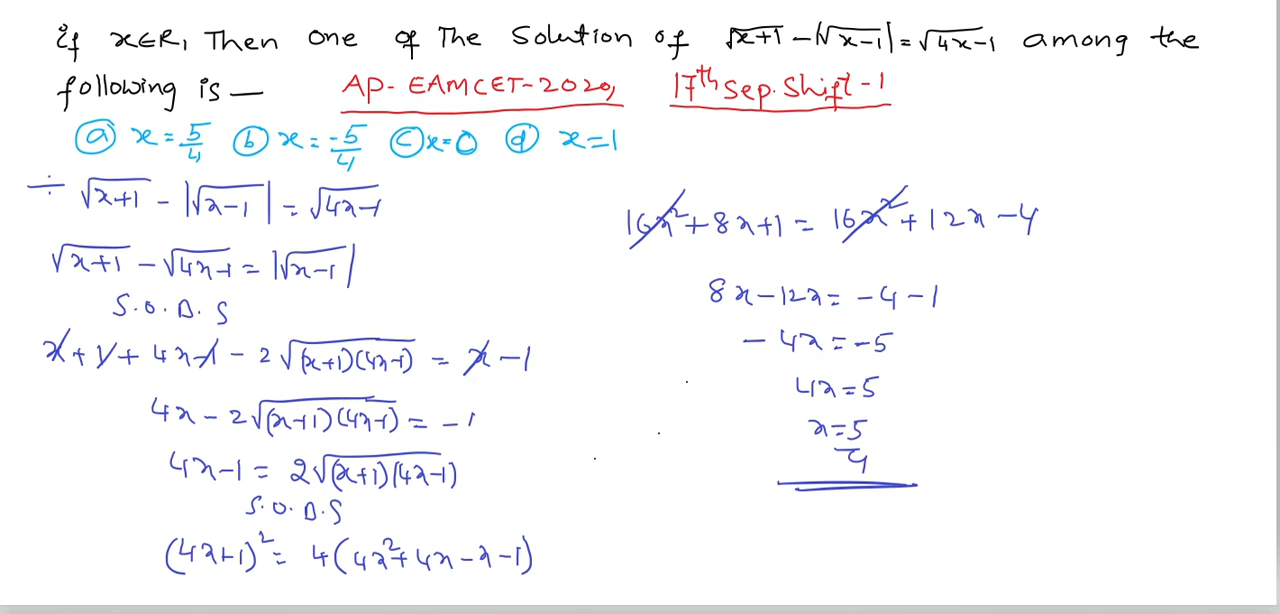 If x∈R, Then one of The Solution of √x+1 − |√x−1| = √4x−1 among the
following is — AP-EAMCET-2020, 17th Sep. Shift-1
(a) x = 5/4 (b) x = -5/4 (c) x=0 (d) x=1
÷ √x+1 − |√x−1| = √4x−1
√x+1 − √4x−1 = |√x−1|
S.O.B.S
x + 1 + 4x − 1 − 2√(x+1)(4x−1) = x − 1
4x − 2√(x+1)(4x−1) = −1
4x−1 = 2√(x+1)(4x−1)
S.O.B.S
(4x+1)² = 4(4x²+4x−x−1)
16x²+8x+1 = 16x²+12x−4
8x−12x = −4−1
−4x = −5
4x = 5
x = 5/4